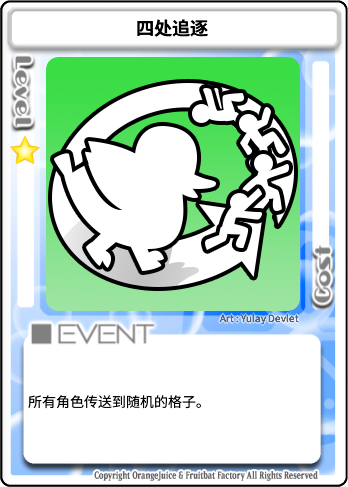 四处追逐
Level
Cost
Art : Yulay Devlet
EVENT
所有角色传送到随机的格子。
Copyright OrangeJuice & Fruitbat Factory All Rights Reserved